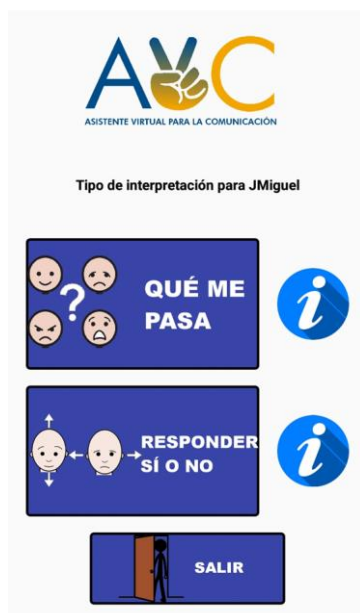 AVC
ASISTENTE VIRTUAL PARA LA COMUNICACIÓN
Tipo de interpretación para JMiguel
?
QUÉ ME
PASA
i
RESPONDER
SÍ O NO
i
SALIR